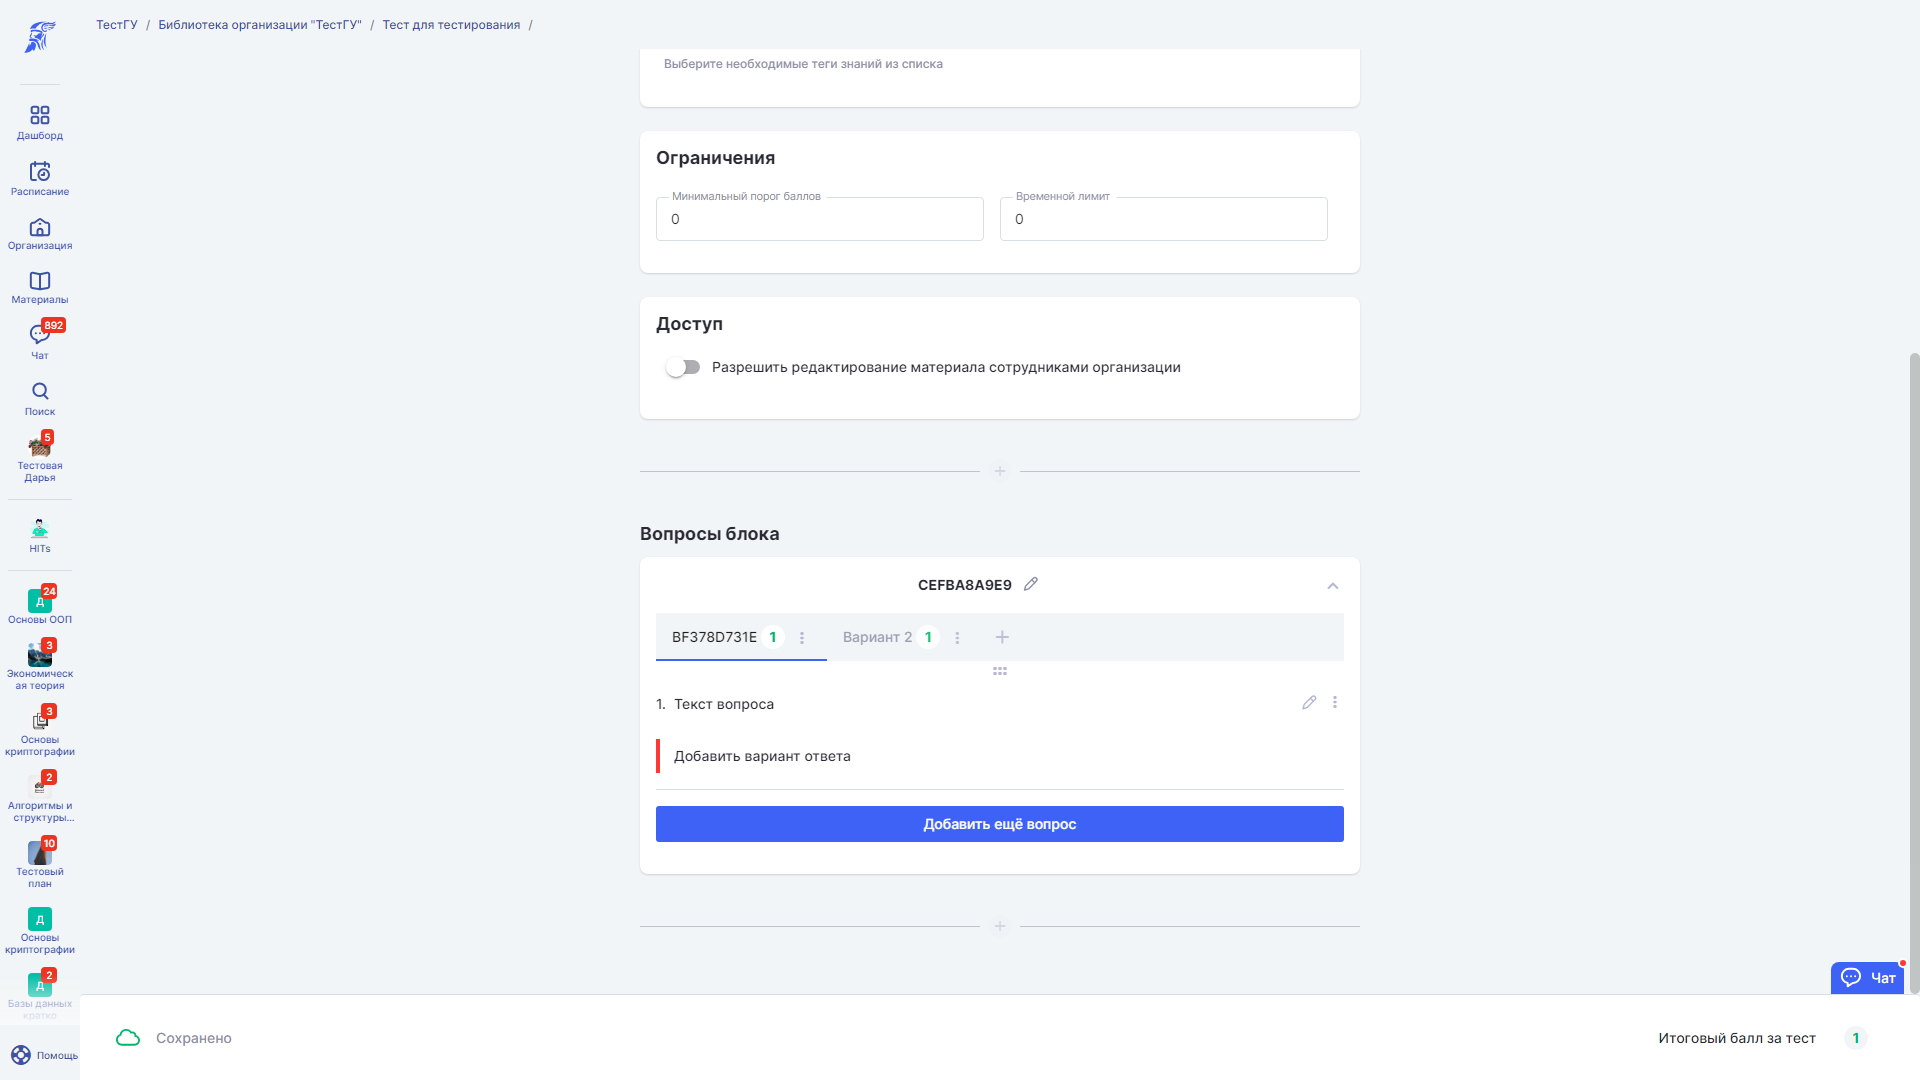 ТестГУ / Библиотека организации "ТестГУ" / Тест для тестирования /
Дашборд
Расписание
Организация
Материалы
892
Чат
Поиск
5
Тестовая
Дарья
HITs
24
Д
Основы ООП
3
Экономическ
ая теория
3
Основы
криптографии
2
Алгоритмы и
структуры...
10
Тестовый
план
Д
Основы
криптографии
2
Д
Базы данных
кратко
Помощь
Выберите необходимые теги знаний из списка
Ограничения
Минимальный порог баллов
0
Временной лимит
0
Доступ
Разрешить редактирование материала сотрудниками организации
Вопросы блока
CEFBA8A9E9
BF378D731E 1
Вариант 2 1
1. Текст вопроса
Добавить вариант ответа
Добавить ещё вопрос
Чат
Сохранено
Итоговый балл за тест 1